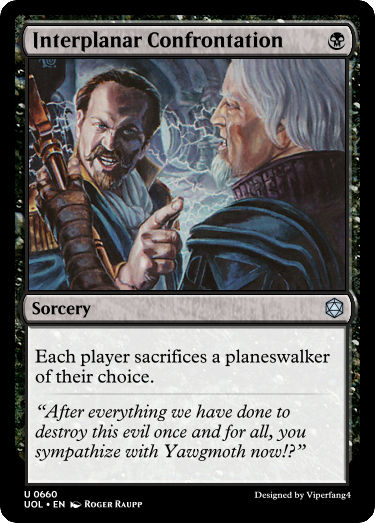 Interplanar Confrontation
Sorcery
Each player sacrifices a planeswalker
of their choice.
“After everything we have done to
destroy this evil once and for all, you
sympathize with Yawgmoth now!?”
U 0660
UOL • EN Roger Raupp
Designed by Viperfang4